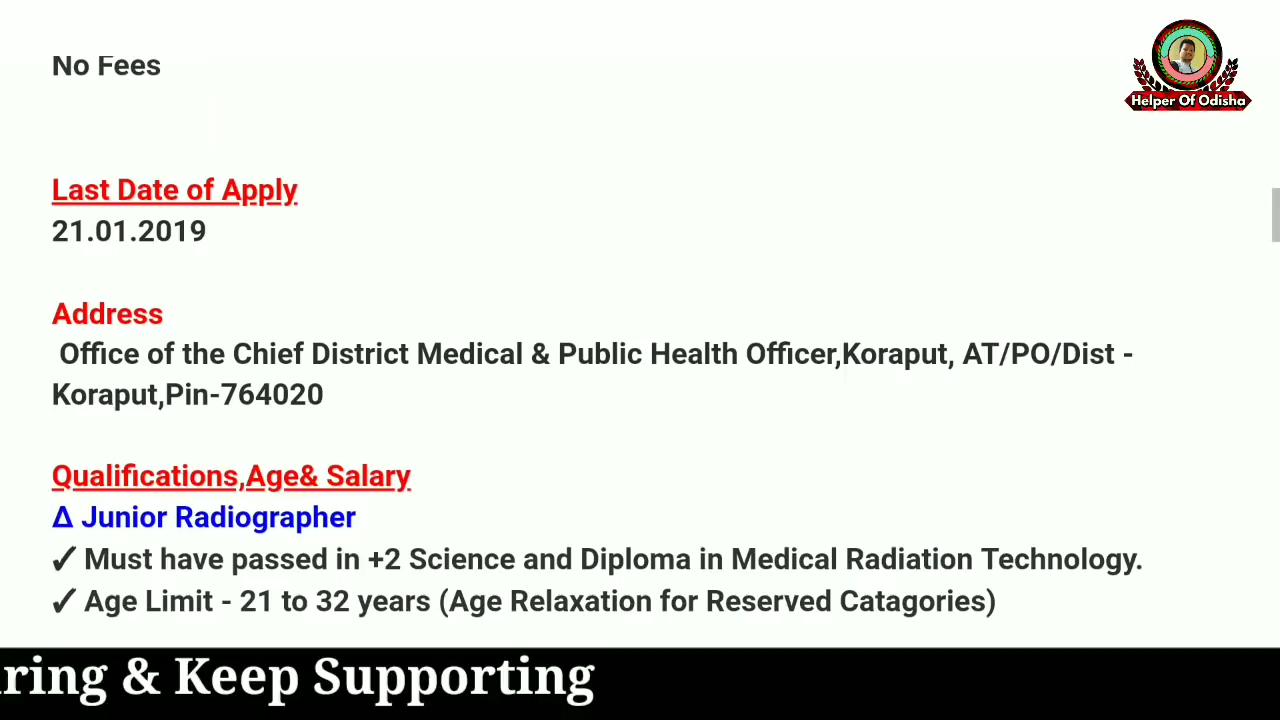 No Fees
Helper Of Odisha
Last Date of Apply
21.01.2019
Address
Office of the Chief District Medical & Public Health Officer,Koraput, AT/PO/Dist -
Koraput,Pin-764020
Qualifications,Age& Salary
Δ Junior Radiographer
✓ Must have passed in +2 Science and Diploma in Medical Radiation Technology.
✓ Age Limit - 21 to 32 years (Age Relaxation for Reserved Catagories)
ring & Keep Supporting